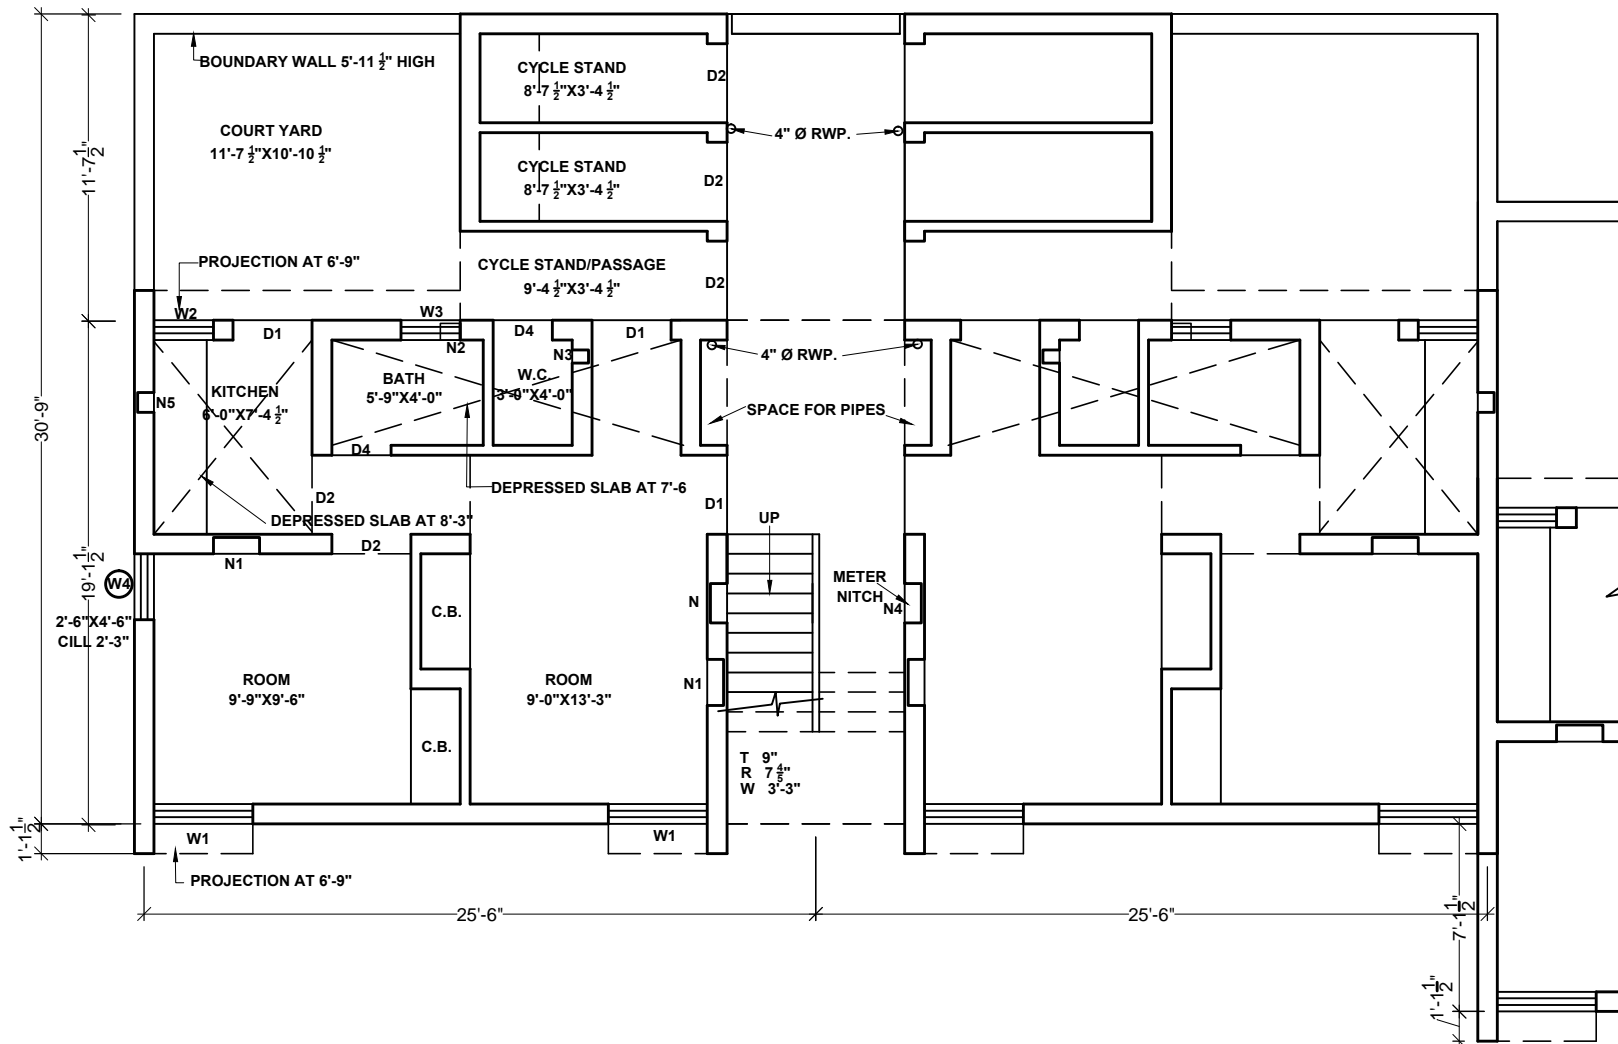 BOUNDARY WALL 5'-11 1/2" HIGH
CYCLE STAND
8'-7 1/2"X3'-4 1/2"
D2
COURT YARD
11'-7 1/2"X10'-10 1/2"
4" Ø RWP.
11'-7 1/2"
CYCLE STAND
8'-7 1/2"X3'-4 1/2"
D2
PROJECTION AT 6'-9"
CYCLE STAND/PASSAGE
9'-4 1/2"X3'-4 1/2"
D2
W2
W3
D1
D4
D1
N2
N3
4" Ø RWP.
KITCHEN
6'-0"X7'-4 1/2"
BATH
5'-9"X4'-0"
W.C.
3'-0"X4'-0"
N5
SPACE FOR PIPES
30'-9"
D4
DEPRESSED SLAB AT 7'-6
D2
D1
DEPRESSED SLAB AT 8'-3"
UP
D2
N1
19'-1 1/2"
W4
2'-6"X4'-6"
CILL 2'-3"
C.B.
N
METER
NITCH
N4
ROOM
9'-9"X9'-6"
ROOM
9'-0"X13'-3"
N1
C.B.
T 9"
R 7 4/5"
W 3'-3"
1'-1 1/2"
W1
W1
PROJECTION AT 6'-9"
25'-6"
25'-6"
7'-1 1/2"
1'-1 1/2"